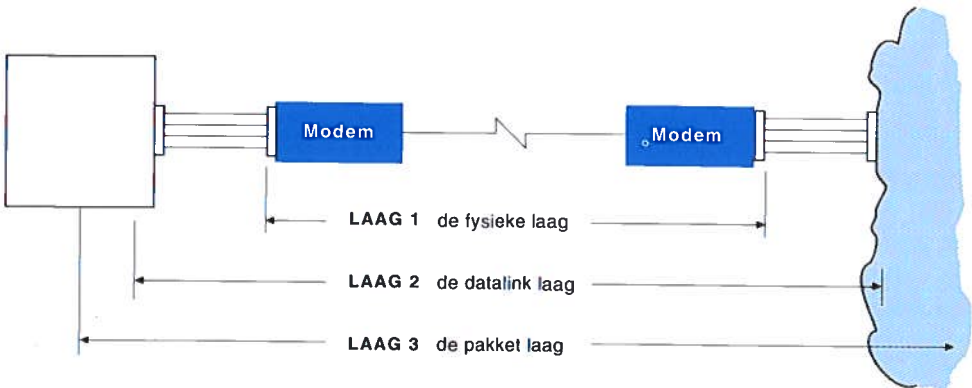 Modem
Modem
LAAG 1 de fysieke laag
LAAG 2 de datalink laag
LAAG 3 de pakket laag